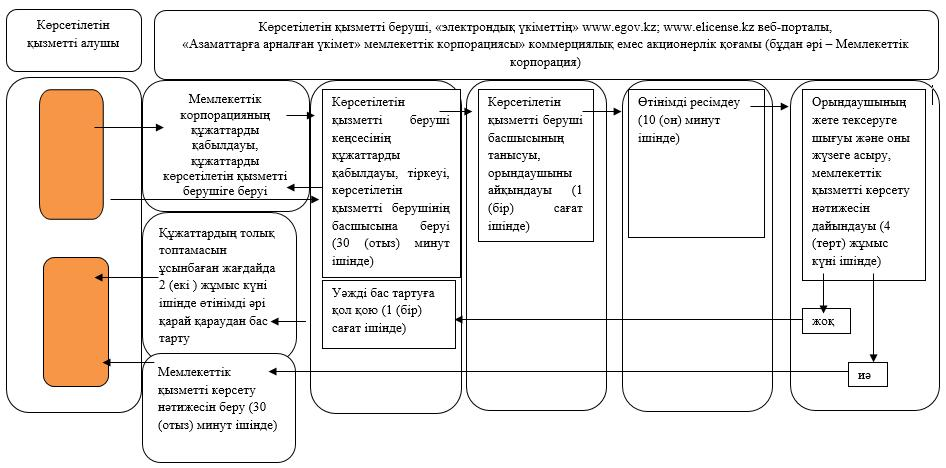 Көрсетілетін
қызметті алушы
Көрсетілетін қызметті беруші, «электрондық үкіметтің» www.egov.kz; www.elicense.kz веб-порталы,
«Азаматтарға арналған үкімет» мемлекеттік корпорациясы» коммерциялық емес акционерлік қоғамы (бұдан әрі – Мемлекеттік
корпорация)
Мемлекеттік
корпорацияның
құжаттарды
қабылдауы,
құжаттарды
көрсетілетін қызметті
берушіге беруі
Көрсетілетін
қызметті беруші
кеңсесінің
құжаттарды
қабылдауы, тіркеуі,
көрсетілетін
қызметті берушінің
басшысына беруі
(30 (отыз) минут
ішінде)
Көрсетілетін
қызметті беруші
басшысының
танысуы,
орындаушыны
айқындауы (1
(бір) сағат
ішінде)
Өтінімді ресімдеу
(10 (он) минут
ішінде)
Орындаушының
жете тексеруге
шығуы және оны
жүзеге асыру,
мемлекеттік
қызметті көрсету
нәтижесін
дайындауы (4
(төрт) жұмыс
күні ішінде)
Құжаттардың толық
топтамасын
ұсынбаған жағдайда
2 (екі ) жұмыс күні
ішінде өтінімді әрі
қарай қараудан бас
тарту
Уәжді бас тартуға
қол қою (1 (бір)
сағат ішінде)
жоқ
иә
Мемлекеттік
қызметті көрсету
нәтижесін беру (30
(отыз) минут ішінде)